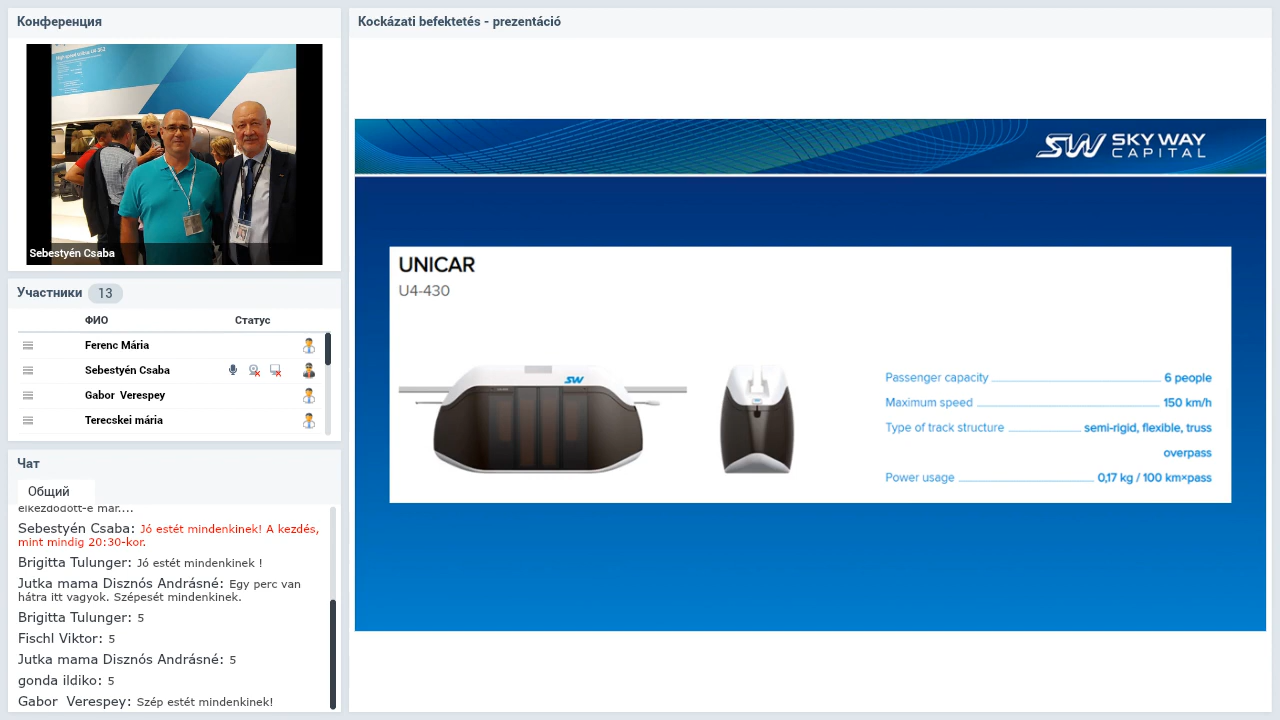 Конференция
Sebestyén Csaba
Участники 13
ФИО Статус
Ferenc Mária
Sebestyén Csaba
Gabor Verespey
Terecskei mária
Чат
Общий
elkezdődött-e már....
Sebestyén Csaba: Jó estét mindenkinek! A kezdés,
mint mindig 20:30-kor.
Brigitta Tulunger: Jó estét mindenkinek !
Jutka mama Disznós Andrásné: Egy perc van
hátra itt vagyok. Szépesét mindenkinek.
Brigitta Tulunger: 5
Fischl Viktor: 5
Jutka mama Disznós Andrásné: 5
gonda ildiko: 5
Gabor Verespey: Szép estét mindenkinek!
Kockázati befektetés - prezentáció
SW SKY WAY
CAPITAL
UNICAR
U4-430
SW
Passenger capacity 6 people
Maximum speed 150 km/h
Type of track structure semi-rigid, flexible, truss
overpass
Power usage 0,17 kg / 100 km×pass